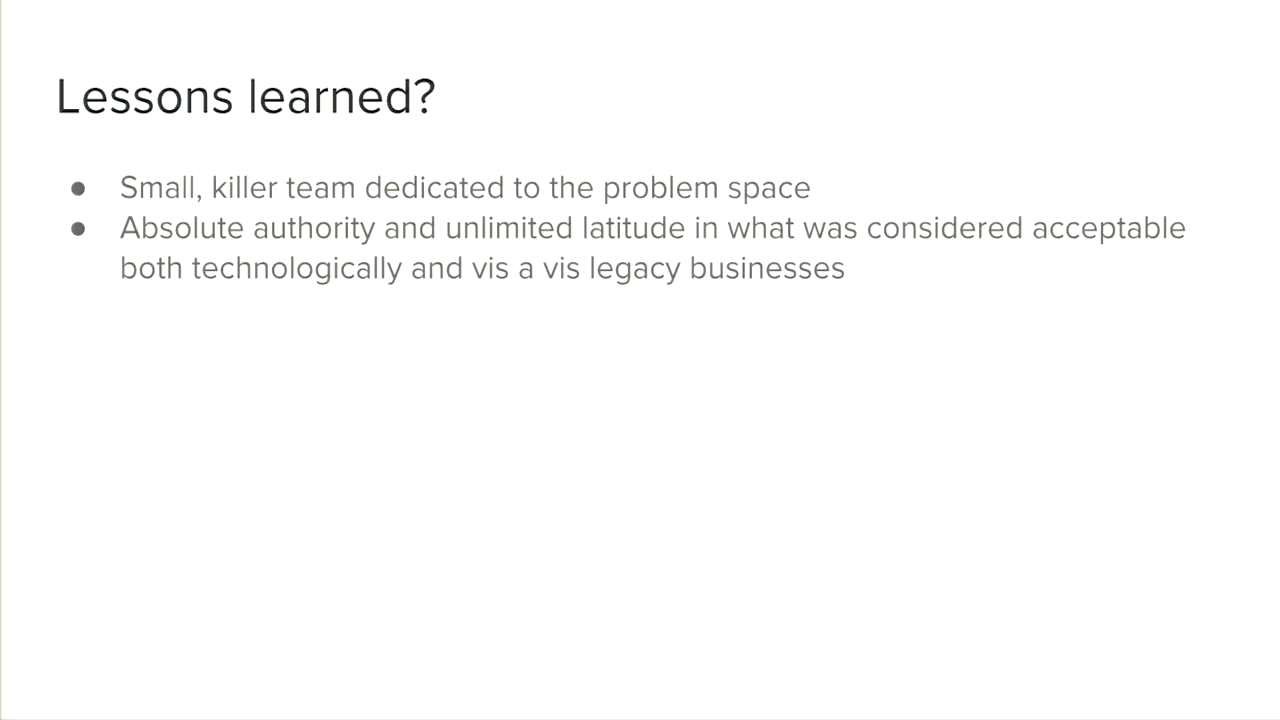 Lessons learned?
● Small, killer team dedicated to the problem space
● Absolute authority and unlimited latitude in what was considered acceptable
both technologically and vis a vis legacy businesses